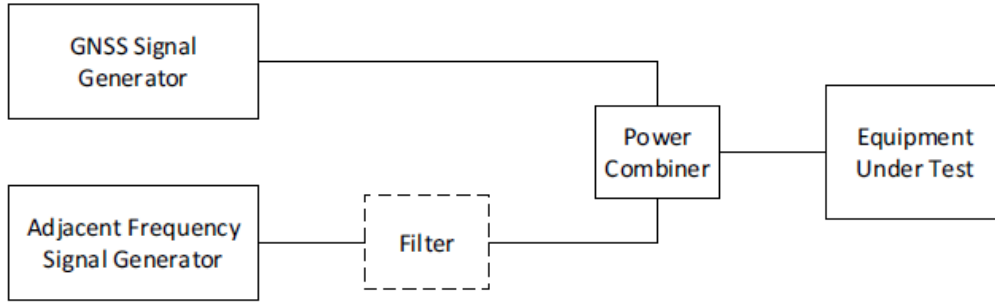 GNSS Signal
Generator
Power
Combiner
Equipment
Under Test
Adjacent Frequency
Signal Generator
Filter